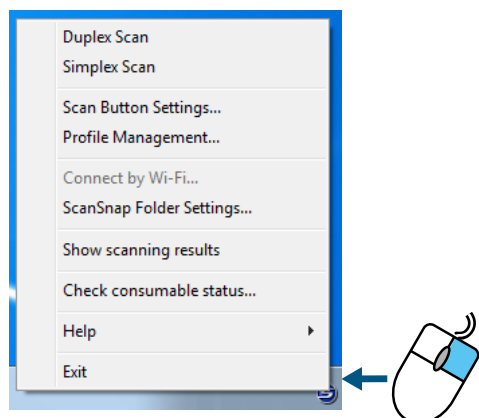 Duplex Scan
Simplex Scan
Scan Button Settings...
Profile Management...
Connect by Wi-Fi...
ScanSnap Folder Settings...
Show scanning results
Check consumable status...
Help
Exit